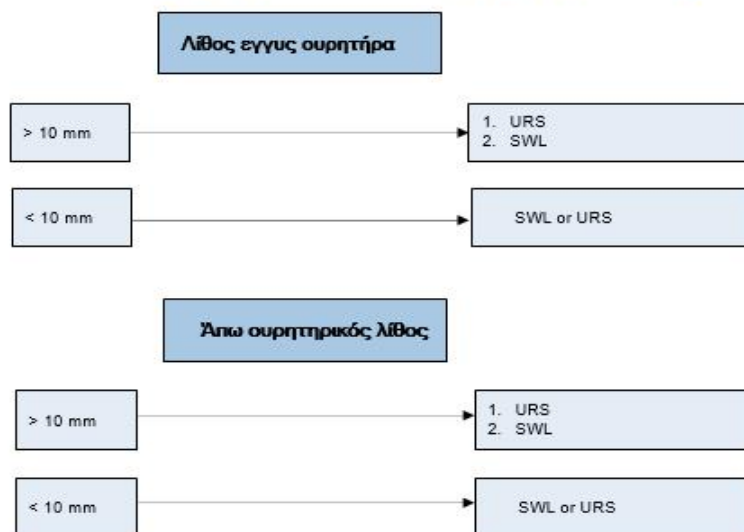 Λίθος εγγυς ουρητήρα
> 10 mm
1. URS
2. SWL
< 10 mm
SWL or URS
Άπω ουρητηρικός λίθος
> 10 mm
1. URS
2. SWL
< 10 mm
SWL or URS